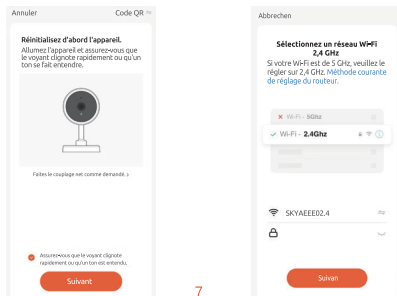 Annuler Code QR
Réinitialisez d'abord l'appareil.
Allumez l'appareil et assurez-vous que
le voyant clignote rapidement ou qu'un
ton se fait entendre.
Faites le couplage net comme demandé. >
Assurez-vous que le voyant clignote
rapidement ou qu'un ton est entendu.
Suivant
7
Abbrechen
Sélectionnez un réseau Wi-Fi
2,4 GHz
Si votre Wi-Fi est de 5 GHz, veuillez le
régler sur 2,4 GHz. Méthode courante
de réglage du routeur.
Wi-Fi - 5Ghz
Wi-Fi - 2.4Ghz
SKYAEEE02.4
Suivan